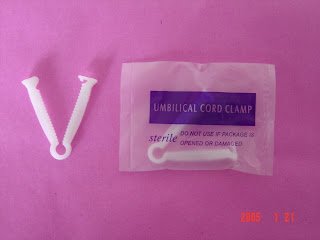 UMBILICAL CORD CLAMP
sterile DO NOT USE IF PACKAGE IS
OPENED OR DAMAGED
2005 1 21